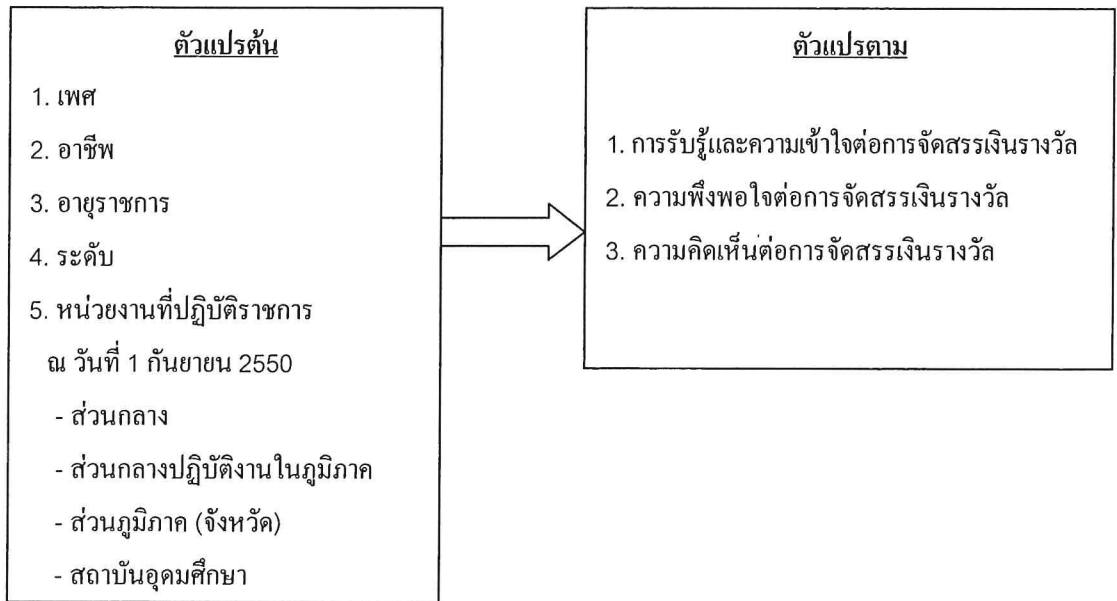 ตัวแปรต้น
1. เพศ
2. อาชีพ
3. อายุราชการ
4. ระดับ
5. หน่วยงานที่ปฏิบัติราชการ
ณ วันที่ 1 กันยายน 2550
- ส่วนกลาง
- ส่วนกลางปฏิบัติงานในภูมิภาค
- ส่วนภูมิภาค (จังหวัด)
- สถาบันอุดมศึกษา
ตัวแปรตาม
1. การรับรู้และความเข้าใจต่อการจัดสรรเงินรางวัล
2. ความพึงพอใจต่อการจัดสรรเงินรางวัล
3. ความคิดเห็นต่อการจัดสรรเงินรางวัล